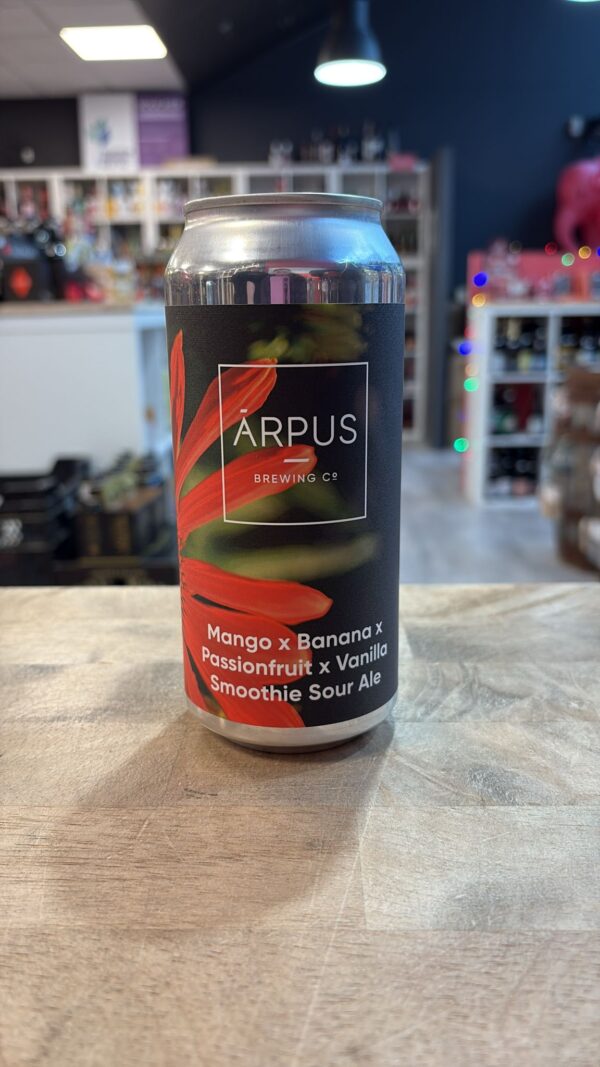 ĀRPUS
BREWING Cº
Mango x Banana x
Passionfruit x Vanilla
Smoothie Sour Ale